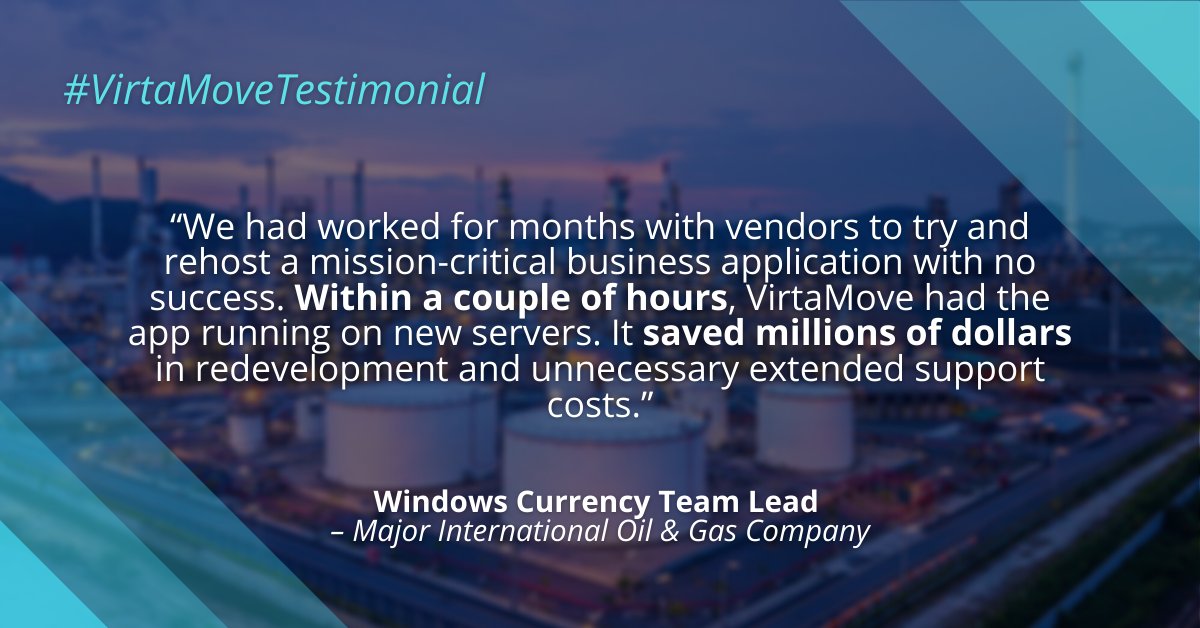 #VirtaMoveTestimonial
“We had worked for months with vendors to try and
rehost a mission-critical business application with no
success. Within a couple of hours, VirtaMove had the
app running on new servers. It saved millions of dollars
in redevelopment and unnecessary extended support
costs.”
Windows Currency Team Lead
– Major International Oil & Gas Company